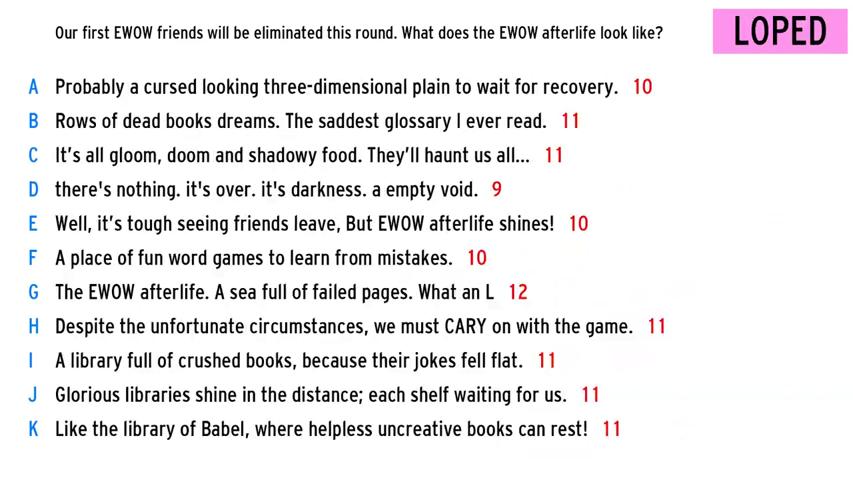 Our first EWOW friends will be eliminated this round. What does the EWOW afterlife look like?
LOPED
A Probably a cursed looking three-dimensional plain to wait for recovery. 10
B Rows of dead books dreams. The saddest glossary I ever read. 11
C It's all gloom, doom and shadowy food. They'll haunt us all... 11
D there's nothing. it's over. it's darkness. a empty void. 9
E Well, it's tough seeing friends leave, But EWOW afterlife shines! 10
F A place of fun word games to learn from mistakes. 10
G The EWOW afterlife. A sea full of failed pages. What an L 12
H Despite the unfortunate circumstances, we must CARY on with the game. 11
I A library full of crushed books, because their jokes fell flat. 11
J Glorious libraries shine in the distance; each shelf waiting for us. 11
K Like the library of Babel, where helpless uncreative books can rest! 11